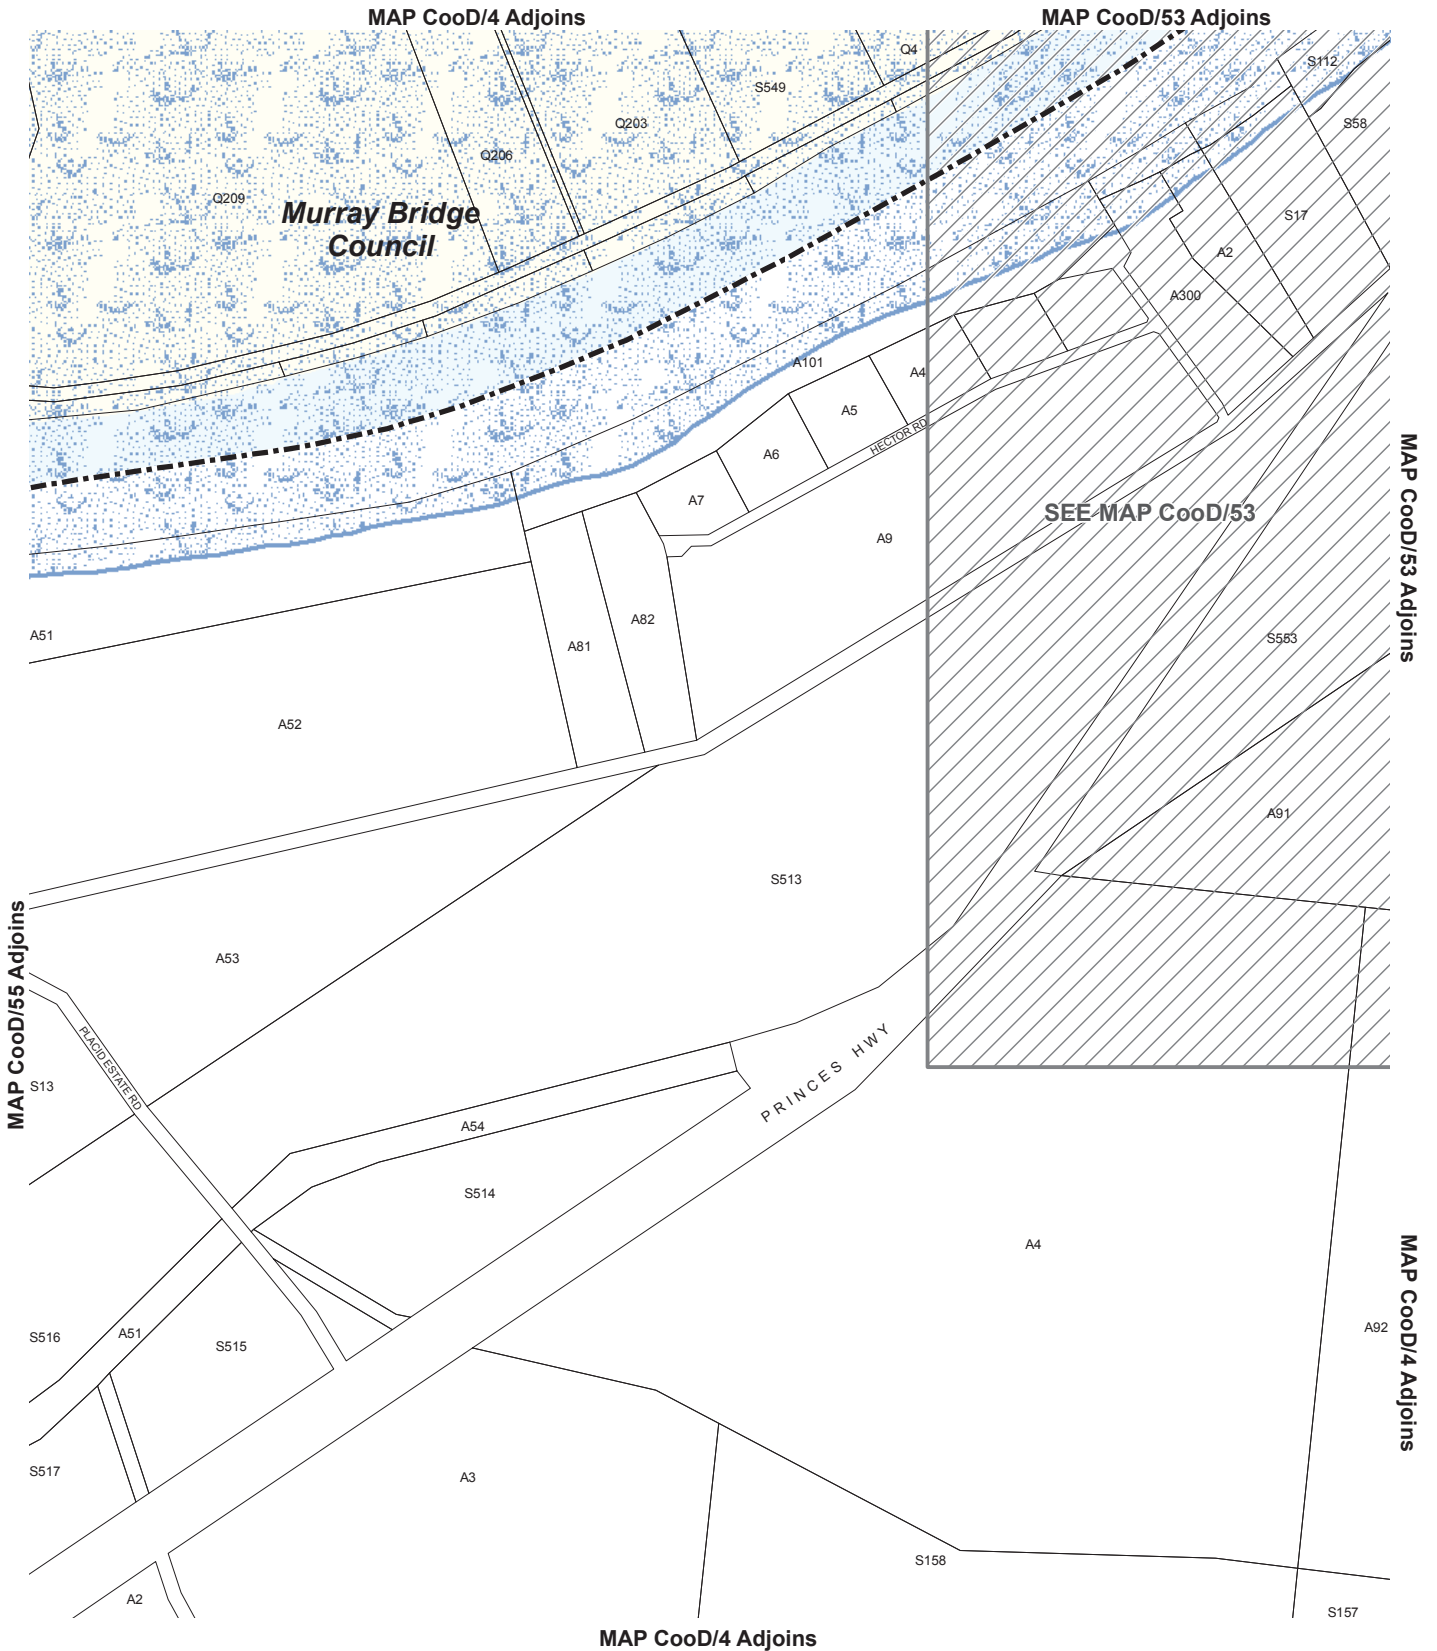 MAP CooD/4 Adjoins
MAP CooD/53 Adjoins
Q4
S549
S112
Q203
S58
Q206
Q209
Murray Bridge
Council
S17
A2
A300
A101
A4
A5
HECTOR RD
A6
A7
SEE MAP CooD/53
A9
MAP CooD/53 Adjoins
A51
A82
A81
S553
A52
A91
S513
A53
MAP CooD/55 Adjoins
PLACID ESTATE RD
S13
PRINCES HWY
A54
S514
A4
MAP CooD/4 Adjoins
A92
S516
A51
S515
S517
A3
S158
A2
S157
MAP CooD/4 Adjoins